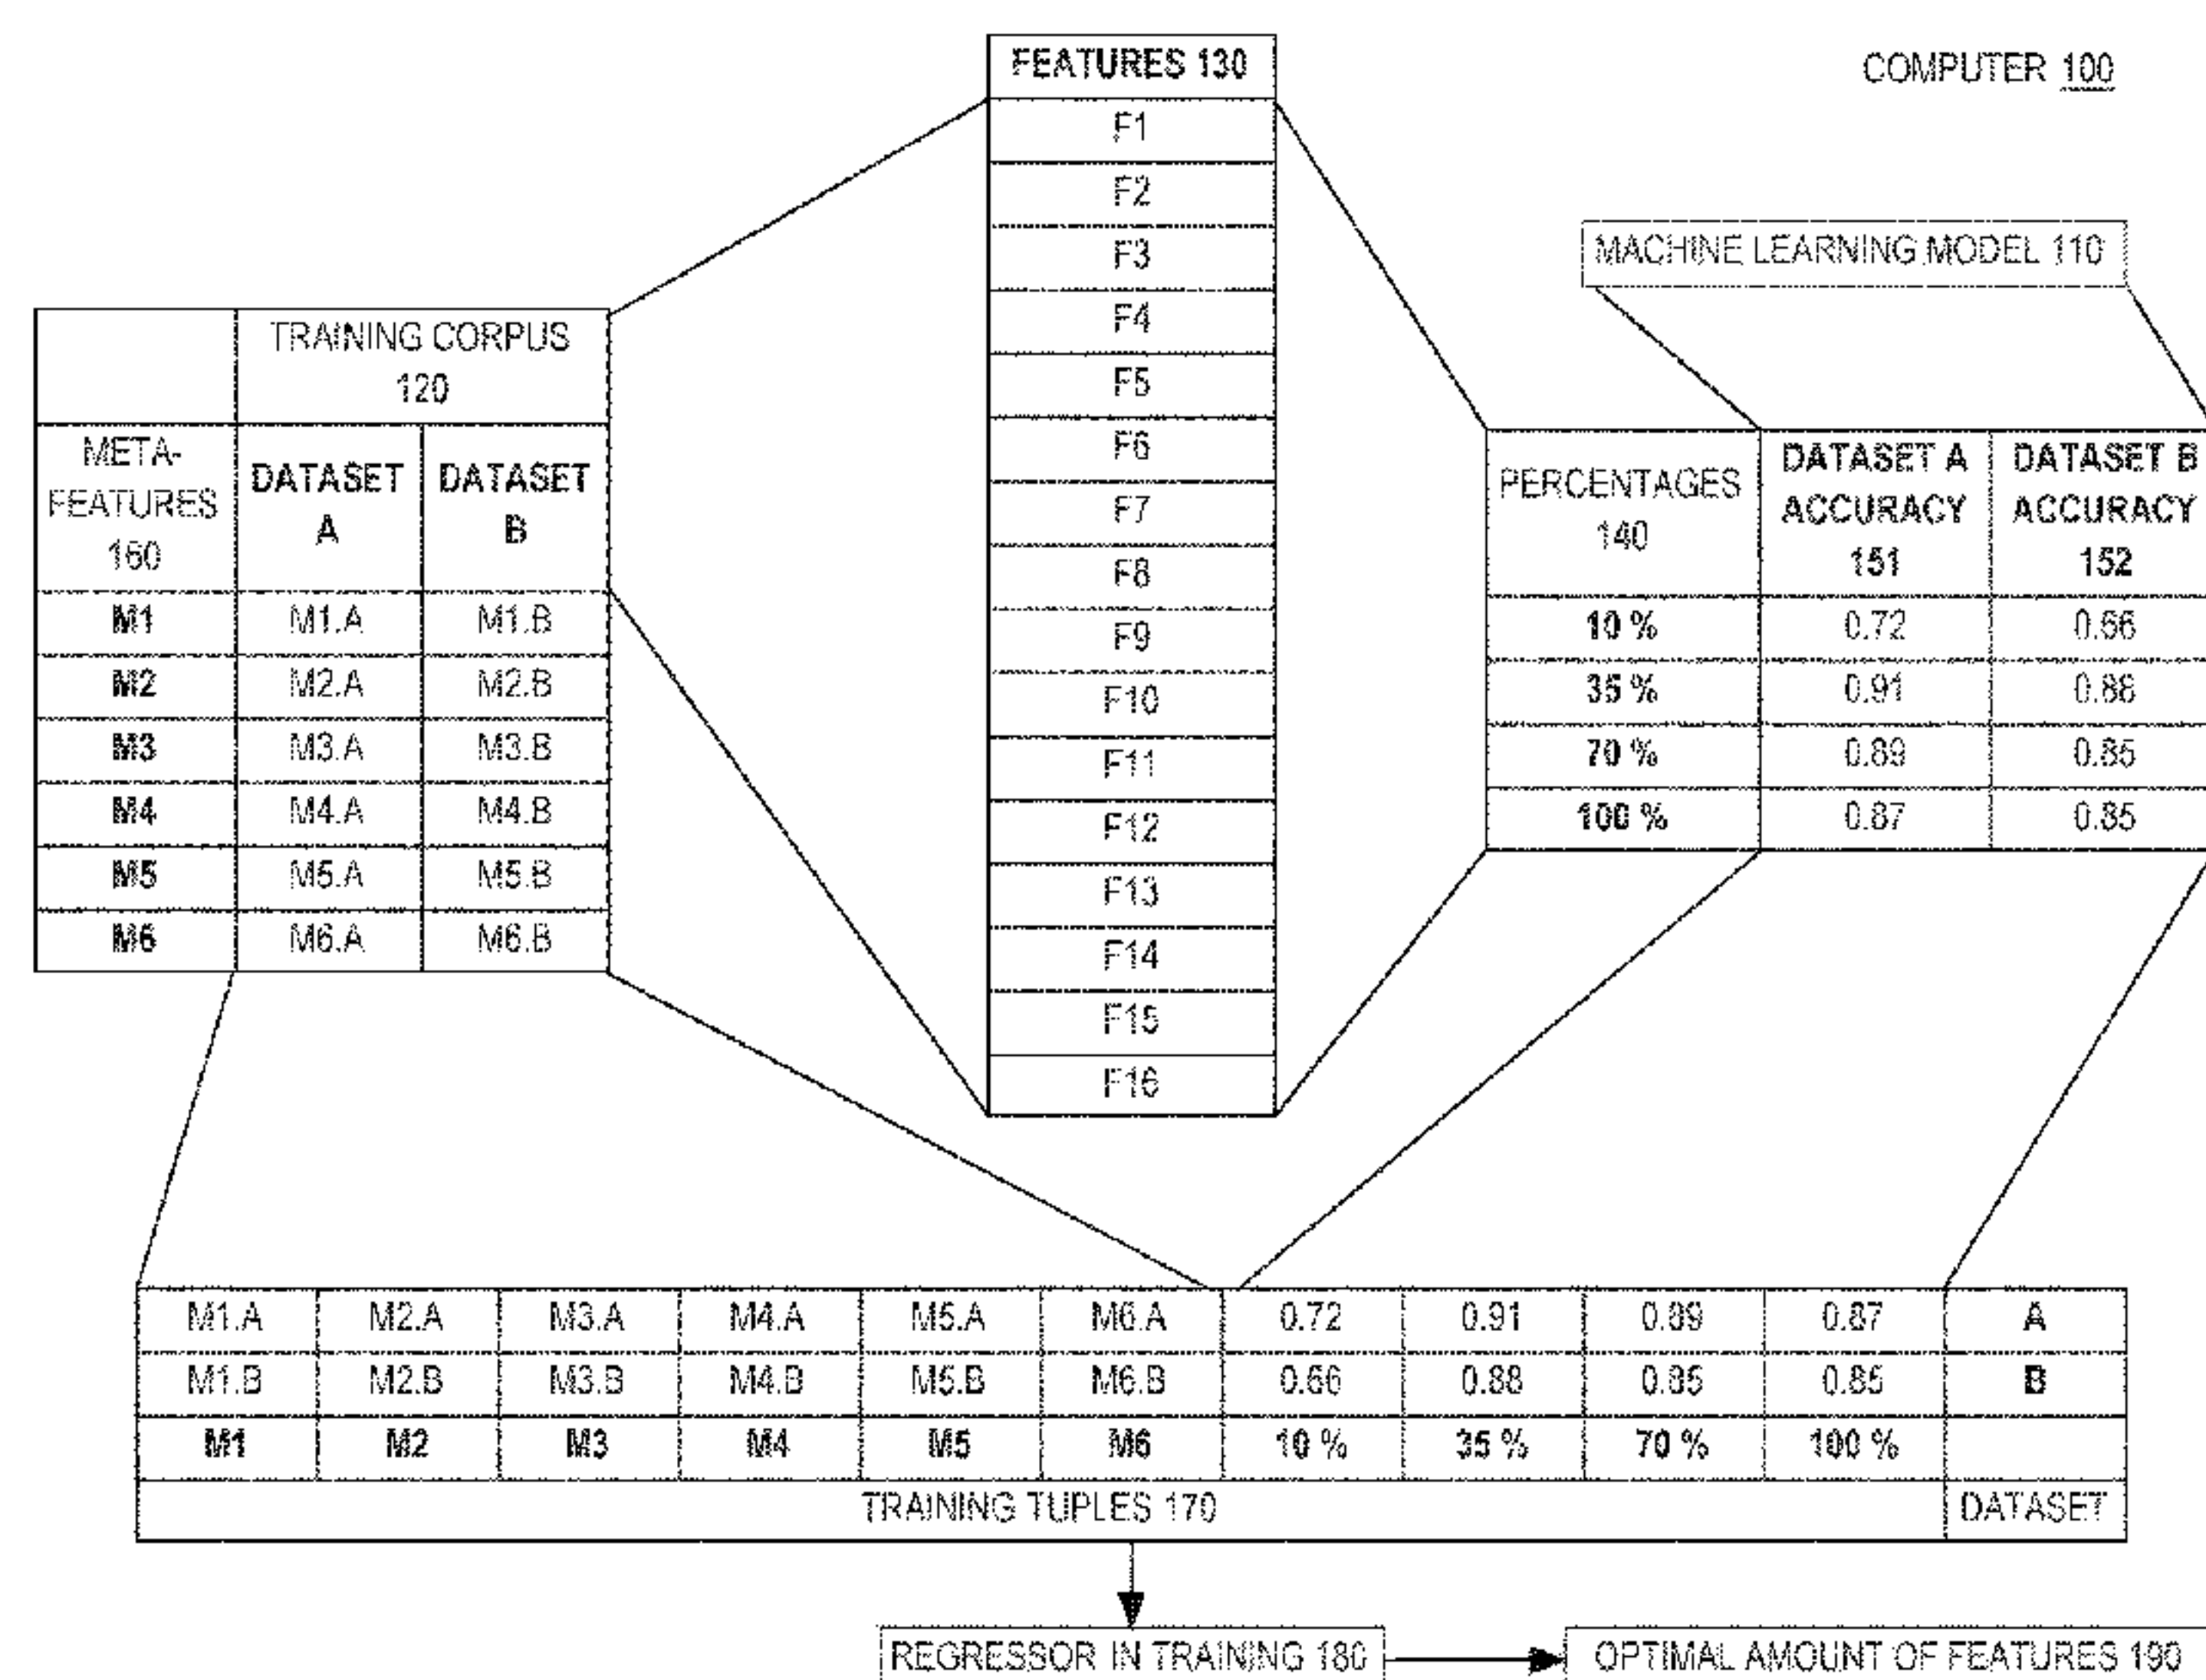 COMPUTER 100
FEATURES 130
F1
F2
F3
F4
F5
F6
F7
F8
F9
F10
F11
F12
F13
F14
F15
F16
MACHINE LEARNING MODEL 110
TRAINING CORPUS
120
META-
FEATURES
160
DATASET
A
DATASET
B
M1 M1.A M1.B
M2 M2.A M2.B
M3 M3.A M3.B
M4 M4.A M4.B
M5 M5.A M5.B
M6 M6.A M6.B
PERCENTAGES
140
DATASET A
ACCURACY
151
DATASET B
ACCURACY
152
10 % 0.72 0.66
35 % 0.91 0.88
70 % 0.89 0.85
100 % 0.87 0.85
M1.A M2.A M3.A M4.A M5.A M6.A 0.72 0.91 0.89 0.87 A
M1.B M2.B M3.B M4.B M5.B M6.B 0.66 0.88 0.85 0.85 B
M1 M2 M3 M4 M5 M6 10 % 35 % 70 % 100 %
TRAINING TUPLES 170 DATASET
REGRESSOR IN TRAINING 180
OPTIMAL AMOUNT OF FEATURES 190